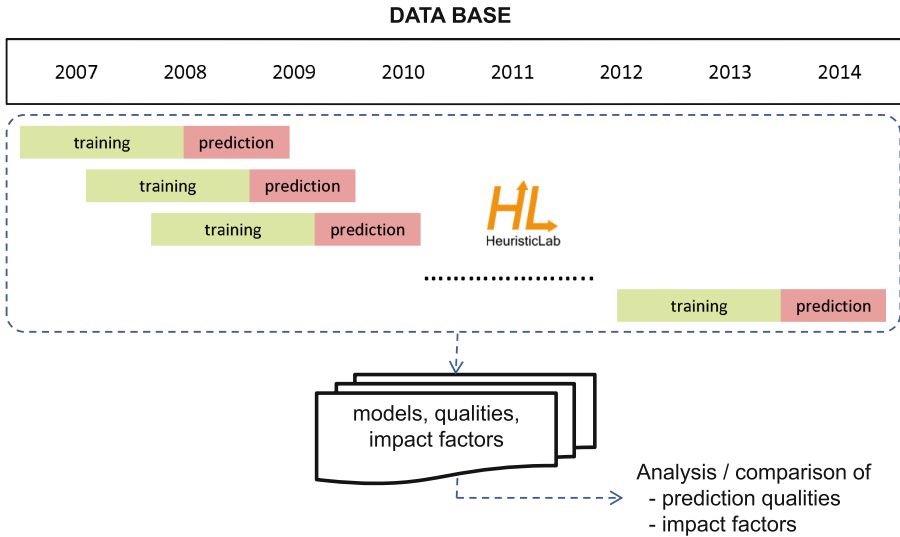 DATA BASE
2007 2008 2009 2010 2011 2012 2013 2014
training prediction
training prediction
training prediction
HL
HeuristicLab
training prediction
models, qualities,
impact factors
Analysis / comparison of
- prediction qualities
- impact factors